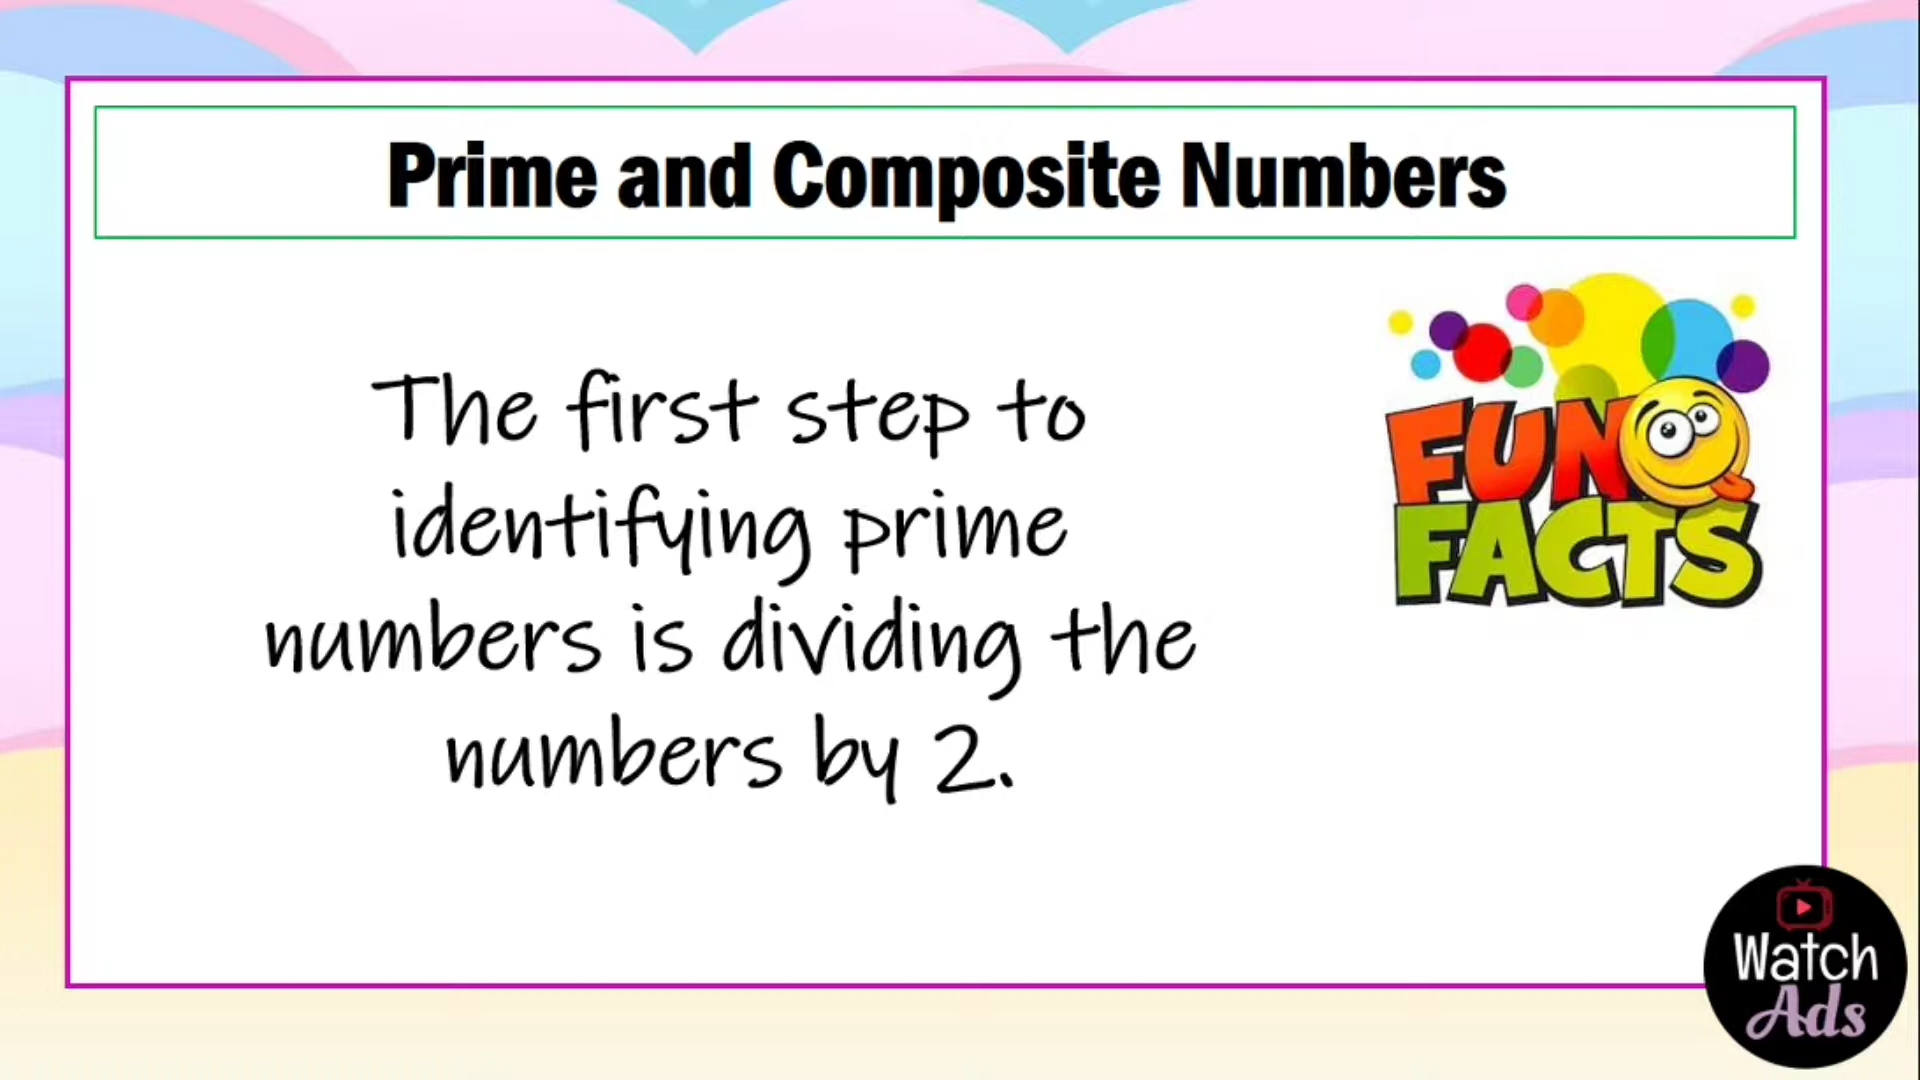 Prime and Composite Numbers
The first step to
identifying prime
numbers is dividing the
numbers by 2.
FUN
FACTS
Watch
Ads